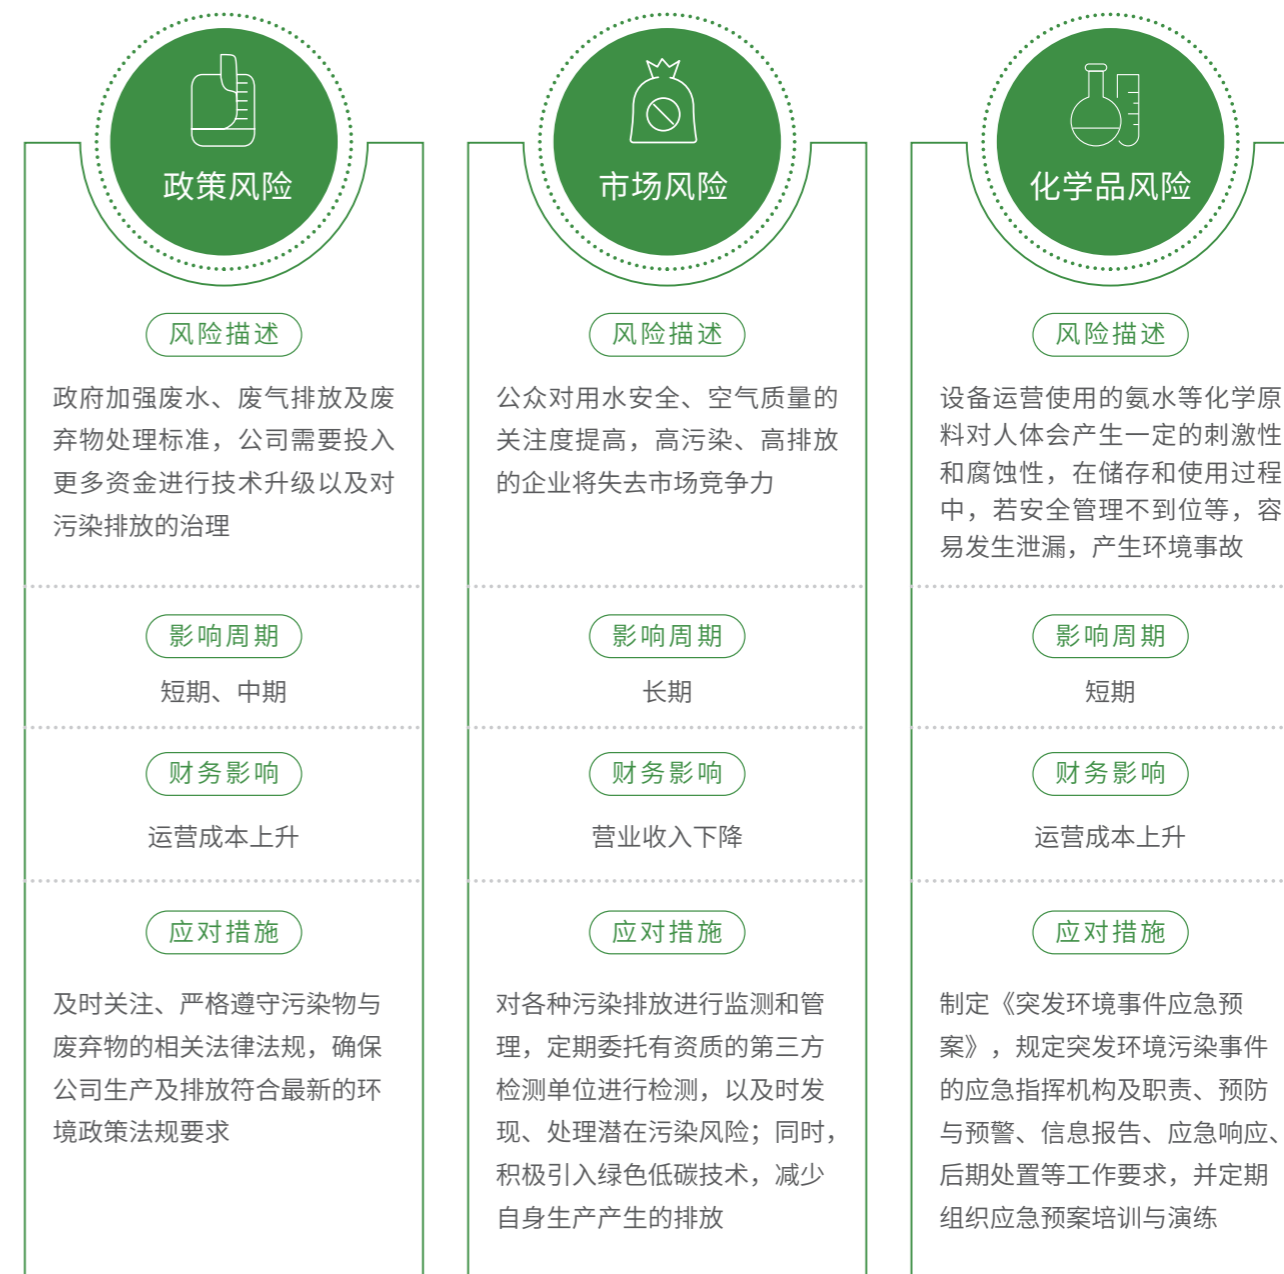 政策风险
风险描述
政府加强废水、废气排放及废
弃物处理标准，公司需要投入
更多资金进行技术升级以及对
污染排放的治理
影响周期
短期、中期
财务影响
运营成本上升
应对措施
及时关注、严格遵守污染物与
废弃物的相关法律法规，确保
公司生产及排放符合最新的环
境政策法规要求
市场风险
风险描述
公众对用水安全、空气质量的
关注度提高，高污染、高排放
的企业将失去市场竞争力
影响周期
长期
财务影响
营业收入下降
应对措施
对各种污染排放进行监测和管
理，定期委托有资质的第三方
检测单位进行检测，以及时发
现、处理潜在污染风险；同时，
积极引入绿色低碳技术，减少
自身生产产生的排放
化学品风险
风险描述
设备运营使用的氨水等化学原
料对人体会产生一定的刺激性
和腐蚀性，在储存和使用过程
中，若安全管理不到位等，容
易发生泄漏，产生环境事故
影响周期
短期
财务影响
运营成本上升
应对措施
制定《突发环境事件应急预
案》，规定突发环境污染事件
的应急指挥机构及职责、预防
与预警、信息报告、应急响应、
后期处置等工作要求，并定期
组织应急预案培训与演练